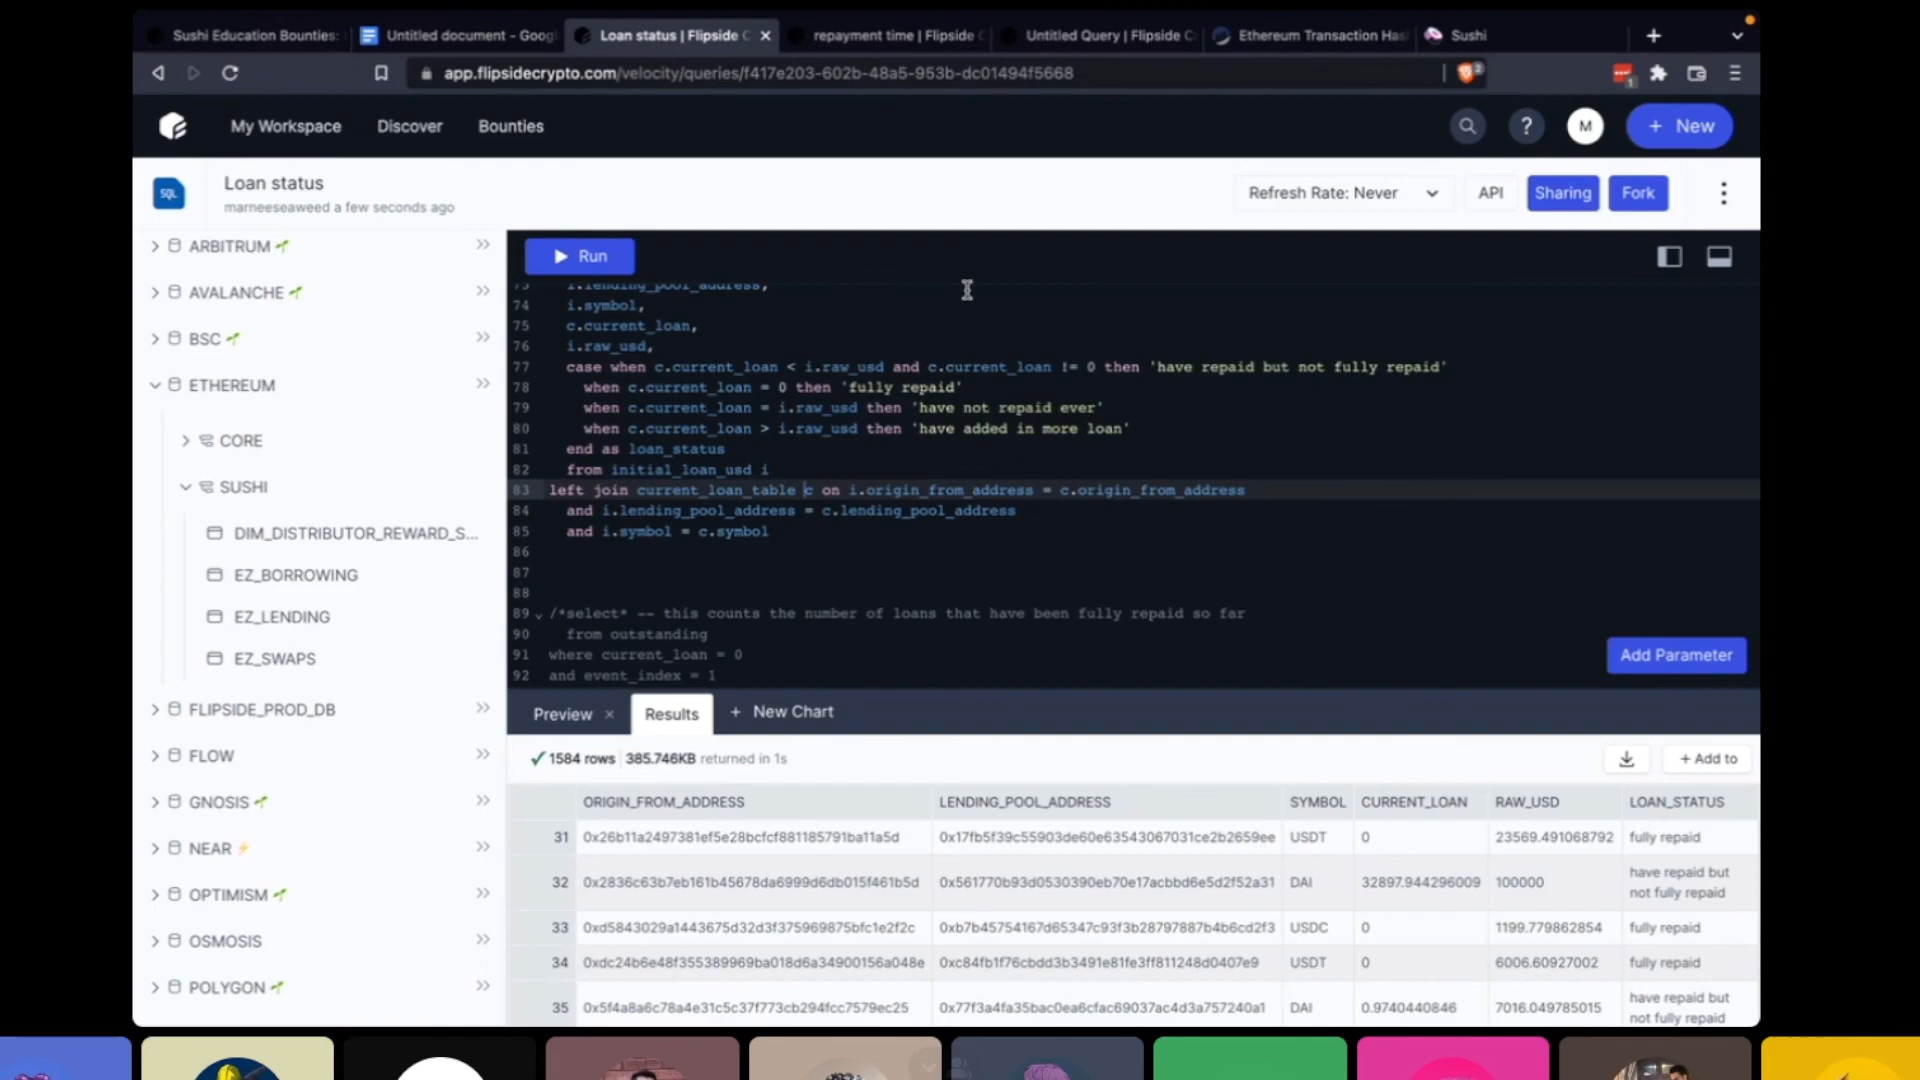 Sushi Education Bounties:
Untitled document - Goog
Loan status | Flipside C
repayment time | Flipside C
Untitled Query | Flipside C
Ethereum Transaction Has
Sushi
app.flipsidecrypto.com/velocity/queries/f417e203-602b-48a5-953b-dc01494f5668
2
1
My Workspace
Discover
Bounties
?
M
+ New
SQL
Loan status
marneeseaweed a few seconds ago
Refresh Rate: Never
API
Sharing
Fork
ARBITRUM
AVALANCHE
BSC
ETHEREUM
CORE
SUSHI
DIM_DISTRIBUTOR_REWARD_S...
EZ_BORROWING
EZ_LENDING
EZ_SWAPS
FLIPSIDE_PROD_DB
FLOW
GNOSIS
NEAR
OPTIMISM
OSMOSIS
POLYGON
Run
73 i.lending_pool_address,
74 i.symbol,
75 c.current_loan,
76 i.raw_usd,
77 case when c.current_loan < i.raw_usd and c.current_loan != 0 then 'have repaid but not fully repaid'
78 when c.current_loan = 0 then 'fully repaid'
79 when c.current_loan = i.raw_usd then 'have not repaid ever'
80 when c.current_loan > i.raw_usd then 'have added in more loan'
81 end as loan_status
82 from initial_loan_usd i
83 left join current_loan_table c on i.origin_from_address = c.origin_from_address
84 and i.lending_pool_address = c.lending_pool_address
85 and i.symbol = c.symbol
86
87
88
89 /*select* -- this counts the number of loans that have been fully repaid so far
90 from outstanding
91 where current_loan = 0
92 and event_index = 1
Add Parameter
Preview
Results
+ New Chart
1584 rows 385.746KB returned in 1s
+ Add to
ORIGIN_FROM_ADDRESS LENDING_POOL_ADDRESS SYMBOL CURRENT_LOAN RAW_USD LOAN_STATUS
31 0x26b11a2497381ef5e28bcfcf881185791ba11a5d 0x17fb5f39c55903de60e63543067031ce2b2659ee USDT 0 23569.491068792 fully repaid
32 0x2836c63b7eb161b45678da6999d6db015f461b5d 0x561770b93d0530390eb70e17acbbd6e5d2f52a31 DAI 32897.944296009 100000 have repaid but
not fully repaid
33 0xd5843029a1443675d32d3f375969875bfc1e2f2c 0xb7b45754167d65347c93f3b28797887b4b6cd2f3 USDC 0 1199.779862854 fully repaid
34 0xdc24b6e48f355389969ba018d6a34900156a048e 0xc84fb1f76cbdd3b3491e81fe3ff811248d0407e9 USDT 0 6006.60927002 fully repaid
35 0x5f4a8a6c78a4e31c5c37f773cb294fcc7579ec25 0x77f3a4fa35bac0ea6cfac69037ac4d3a757240a1 DAI 0.9740440846 7016.049785015 have repaid but
not fully repaid